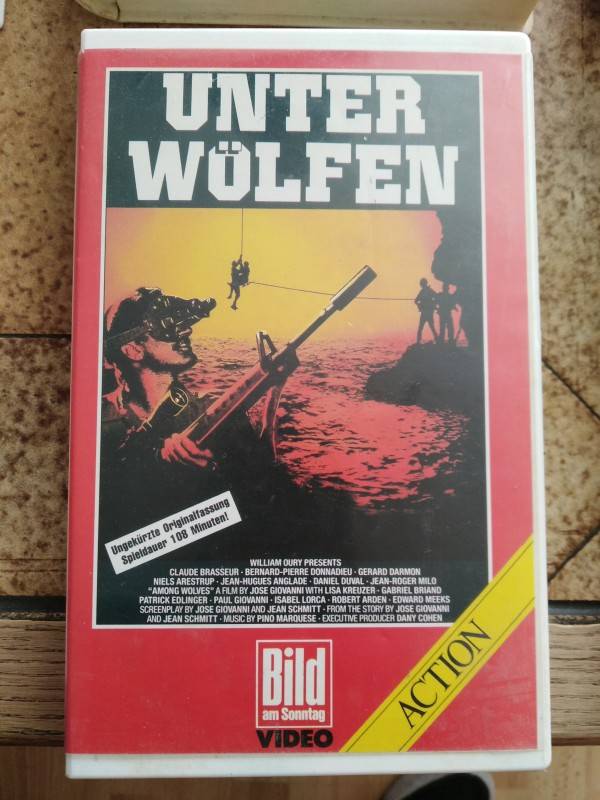 UNTER
WÖLFEN
Ungekürzte Originalfassung
Spieldauer 108 Minuten!
WILLIAM OURY PRESENTS
CLAUDE BRASSEUR · BERNARD-PIERRE DONNADIEU · GERARD DARMON
NIELS ARESTRUP · JEAN-HUGUES ANGLADE · DANIEL DUVAL · JEAN-ROGER MILO
"AMONG WOLVES" A FILM BY JOSE GIOVANNI WITH LISA KREUZER · GABRIEL BRIAND
PATRICK EDLINGER · PAUL GIOVANNI · ISABEL LORCA · ROBERT ARDEN · EDWARD MEEKS
SCREENPLAY BY JOSE GIOVANNI AND JEAN SCHMITT · FROM THE STORY BY JOSE GIOVANNI
AND JEAN SCHMITT · MUSIC BY PINO MARQUESE · EXECUTIVE PRODUCER DANY COHEN
Bild
am Sonntag
VIDEO
ACTION